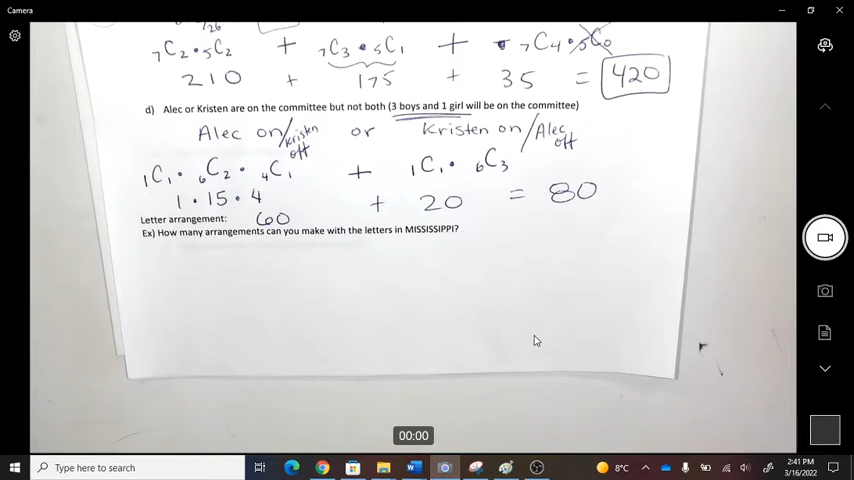 Camera
₇C₂ • ₅C₂ + ₇C₃ • ₅C₁ + ₇C₄ • ₅C₀
210 + 175 + 35 = 420
d) Alec or Kristen are on the committee but not both (3 boys and 1 girl will be on the committee)
Alec on/Kristen off or Kristen on/Alec off
₁C₁ • ₆C₂ • ₄C₁ + ₁C₁ • ₆C₃
1 • 15 • 4 + 20 = 80
Letter arrangement: 60
Ex) How many arrangements can you make with the letters in MISSISSIPPI?
00:00
Type here to search
8°C
2:41 PM
3/16/2022